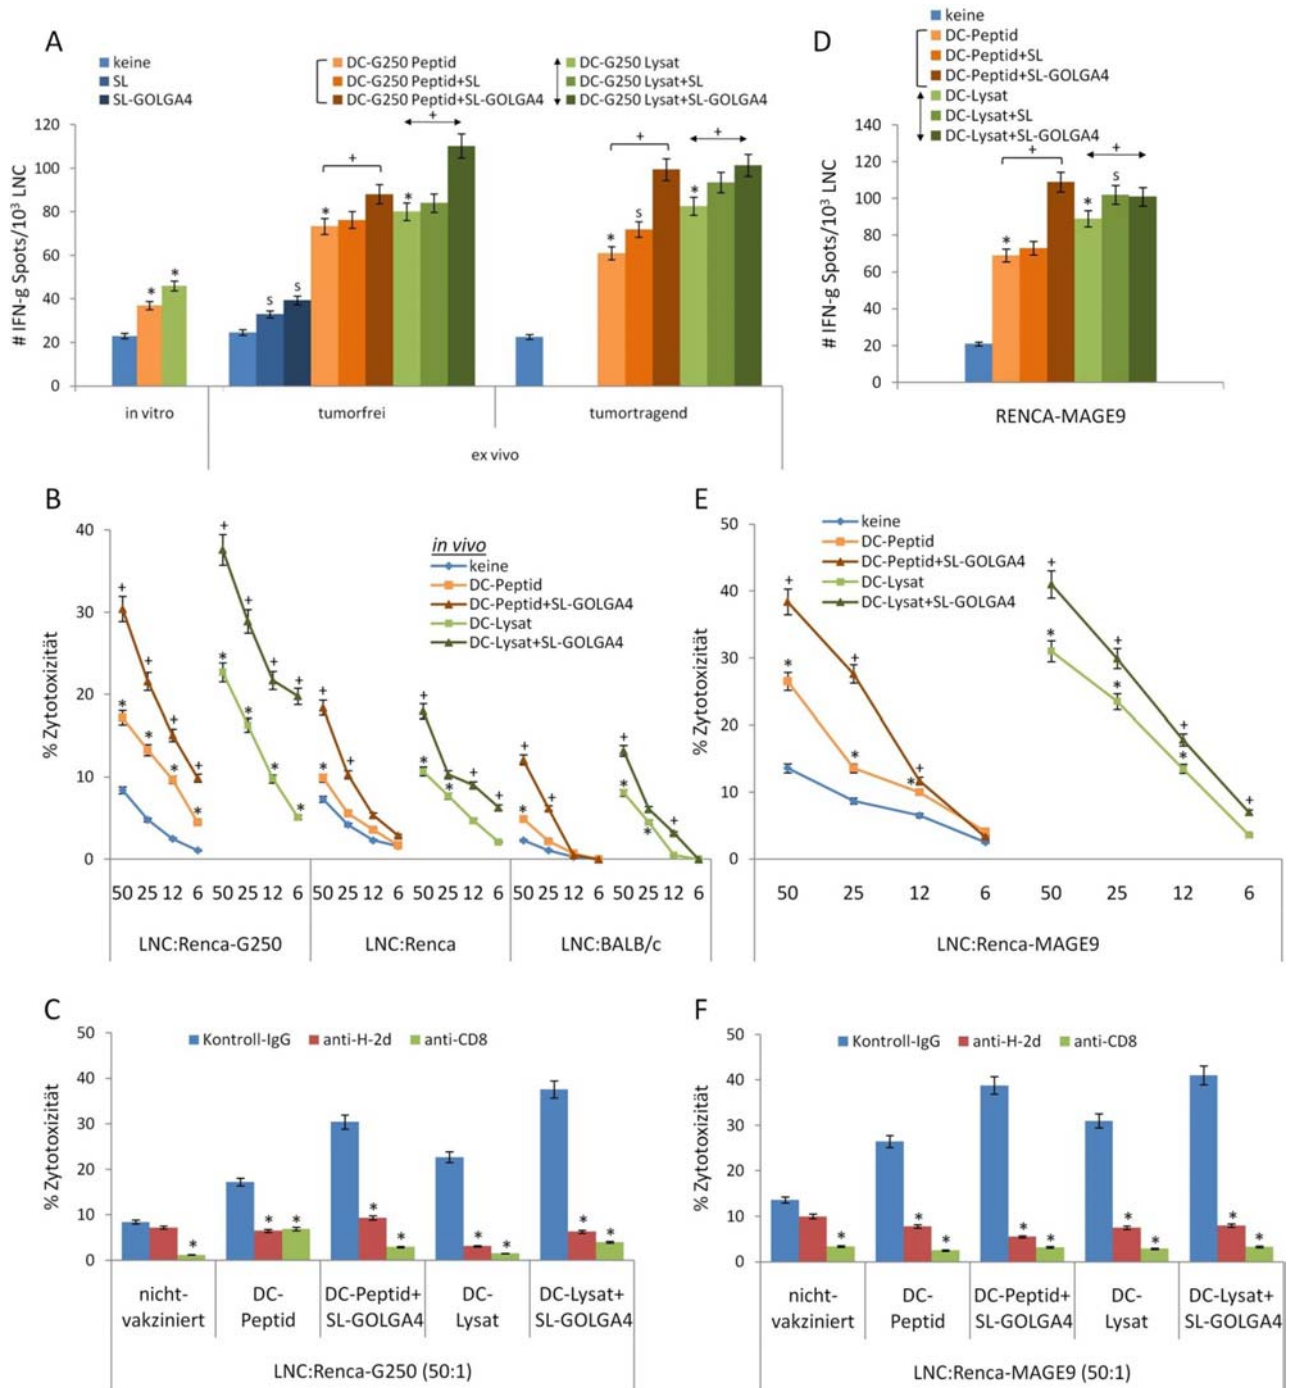 A
keine
SL
SL-GOLGA4
DC-G250 Peptid
DC-G250 Peptid+SL
DC-G250 Peptid+SL-GOLGA4
DC-G250 Lysat
DC-G250 Lysat+SL
DC-G250 Lysat+SL-GOLGA4
# IFN-g Spots/10³ LNC
120
100
80
60
40
20
0
* *
s s * + * +
* s + * +
in vitro
tumorfrei
tumortragend
ex vivo
D
keine
DC-Peptid
DC-Peptid+SL
DC-Peptid+SL-GOLGA4
DC-Lysat
DC-Lysat+SL
DC-Lysat+SL-GOLGA4
# IFN-g Spots/10³ LNC
140
120
100
80
60
40
20
0
* + * s +
RENCA-MAGE9
B
in vivo
keine
DC-Peptid
DC-Peptid+SL-GOLGA4
DC-Lysat
DC-Lysat+SL-GOLGA4
% Zytotoxizität
40
30
20
10
0
+ + + +
* * * *
+ + + +
* * * *
+ +
*
+ + + +
* *
+ +
*
+ + +
* *
50 25 12 6 50 25 12 6 50 25 12 6 50 25 12 6 50 25 12 6 50 25 12 6
LNC:Renca-G250 LNC:Renca LNC:BALB/c
E
keine
DC-Peptid
DC-Peptid+SL-GOLGA4
DC-Lysat
DC-Lysat+SL-GOLGA4
% Zytotoxizität
50
40
30
20
10
0
+ + +
* * *
+ + + +
* * *
50 25 12 6 50 25 12 6
LNC:Renca-MAGE9
C
Kontroll-IgG anti-H-2d anti-CD8
% Zytotoxizität
50
40
30
20
10
0
* * * * * * * * *
nicht-
vakziniert
DC-
Peptid
DC-Peptid+
SL-GOLGA4
DC-
Lysat
DC-Lysat+
SL-GOLGA4
LNC:Renca-G250 (50:1)
F
Kontroll-IgG anti-H-2d anti-CD8
% Zytotoxizität
50
40
30
20
10
0
* * * * * * * * *
nicht-
vakziniert
DC-
Peptid
DC-Peptid+
SL-GOLGA4
DC-
Lysat
DC-Lysat+
SL-GOLGA4
LNC:Renca-MAGE9 (50:1)